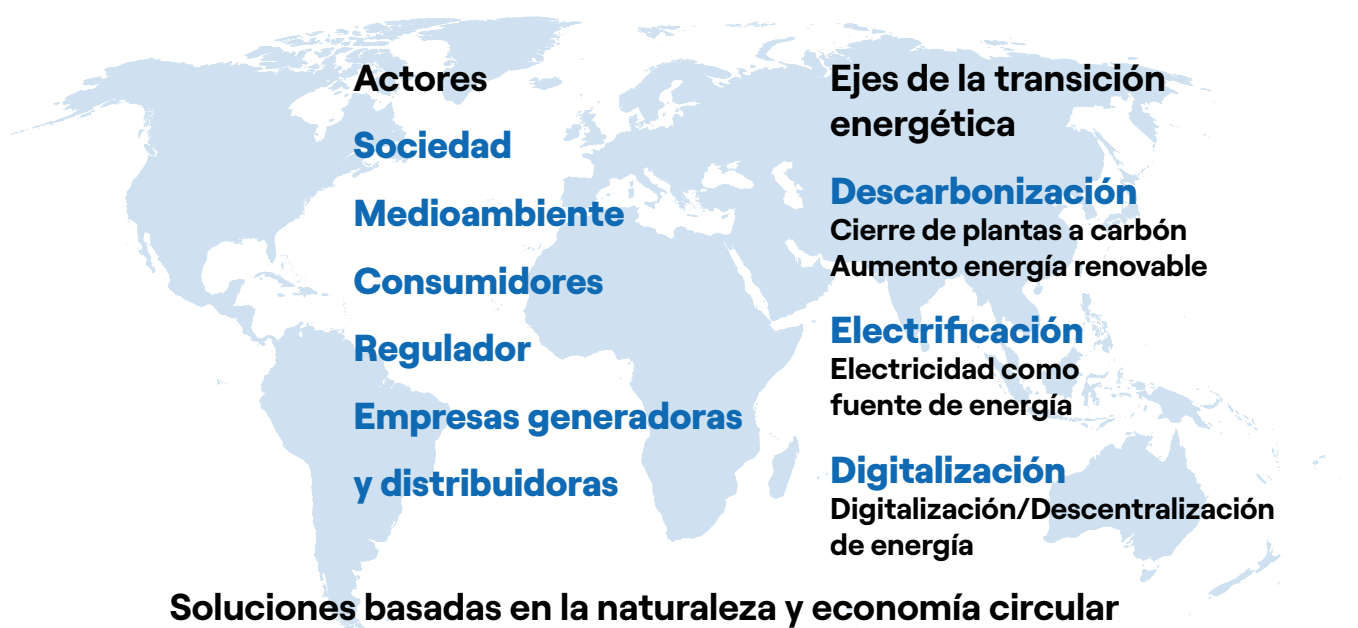 Actores
Sociedad
Medioambiente
Consumidores
Regulador
Empresas generadoras
y distribuidoras
Ejes de la transición
energética
Descarbonización
Cierre de plantas a carbón
Aumento energía renovable
Electrificación
Electricidad como
fuente de energía
Digitalización
Digitalización/Descentralización
de energía
Soluciones basadas en la naturaleza y economía circular